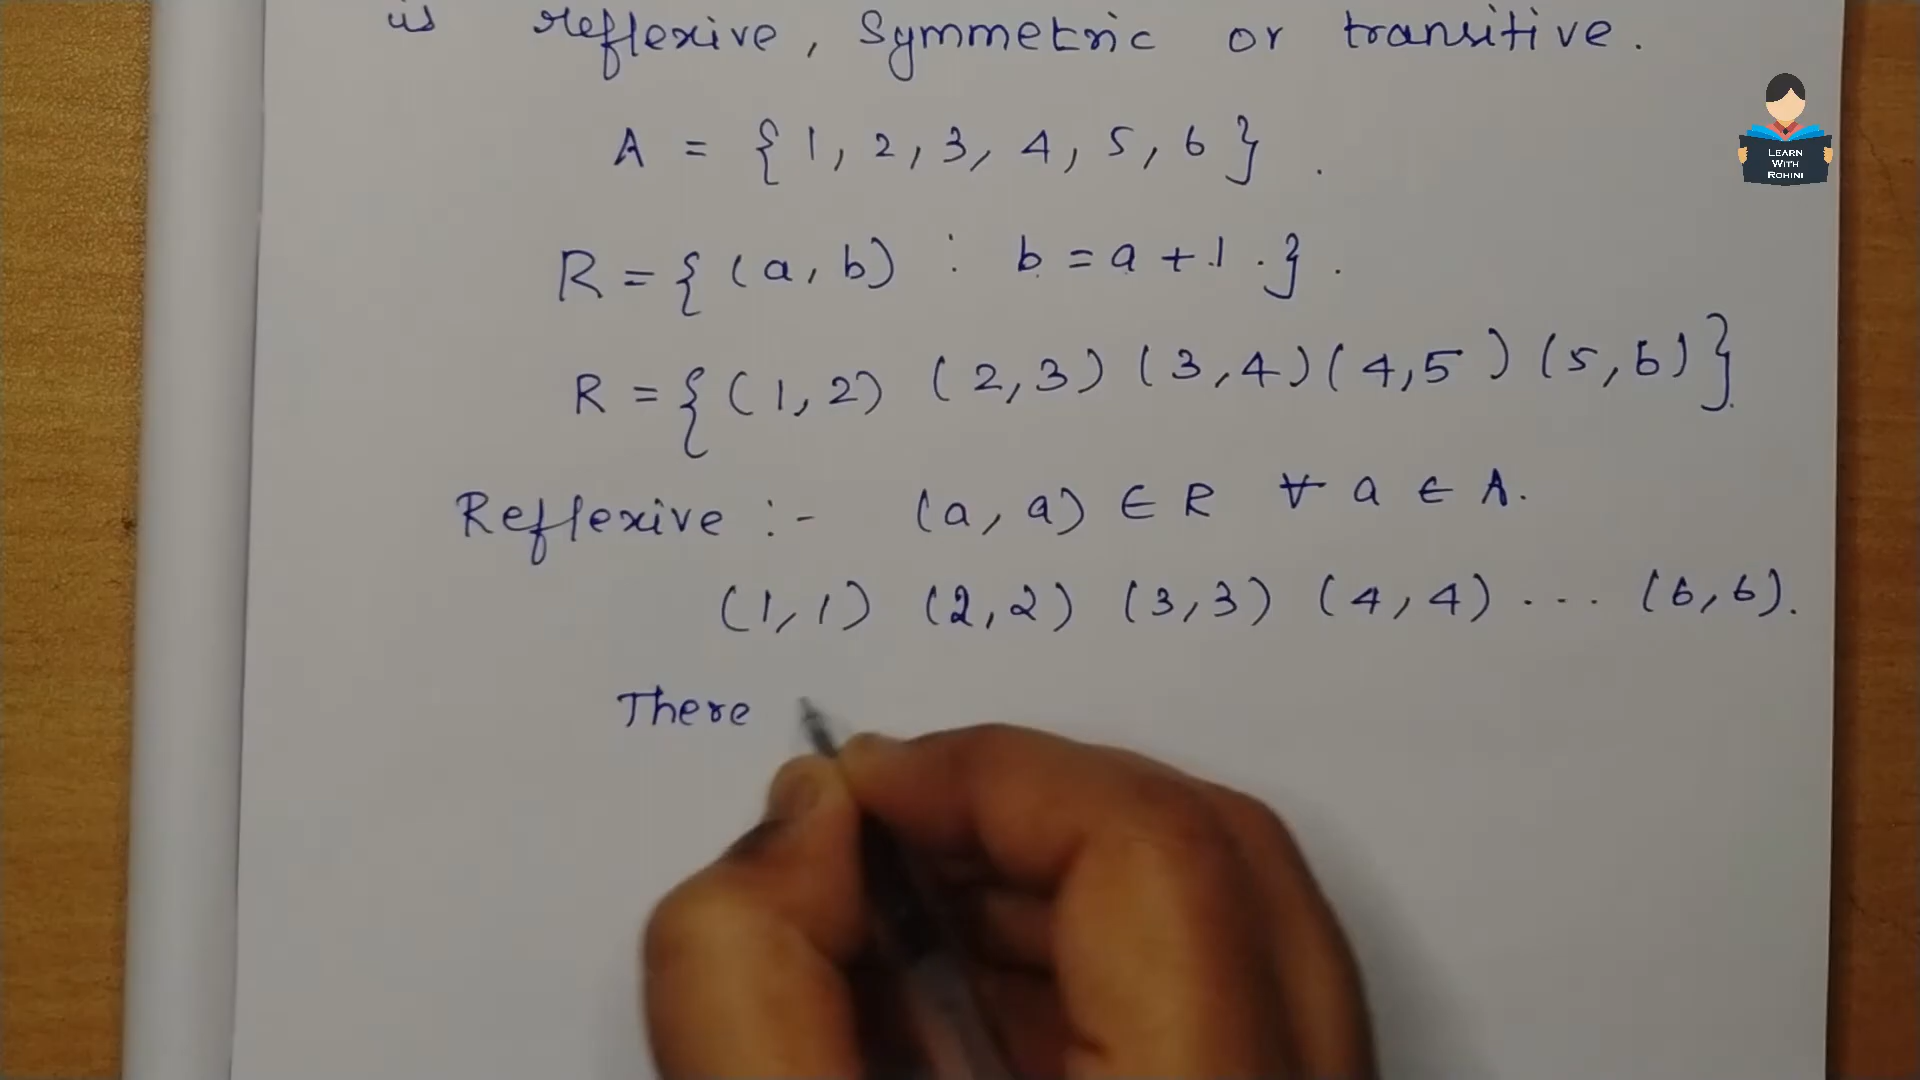 is reflexive, Symmetric or transitive.
A = {1, 2, 3, 4, 5, 6}.
R = {(a, b) : b = a + 1.}.
R = {(1, 2) (2, 3) (3, 4) (4, 5) (5, 6)}.
Reflexive :- (a, a) ∈ R ∀ a ∈ A.
(1, 1) (2, 2) (3, 3) (4, 4) ... (6, 6).
There
LEARN
WITH
ROHINI